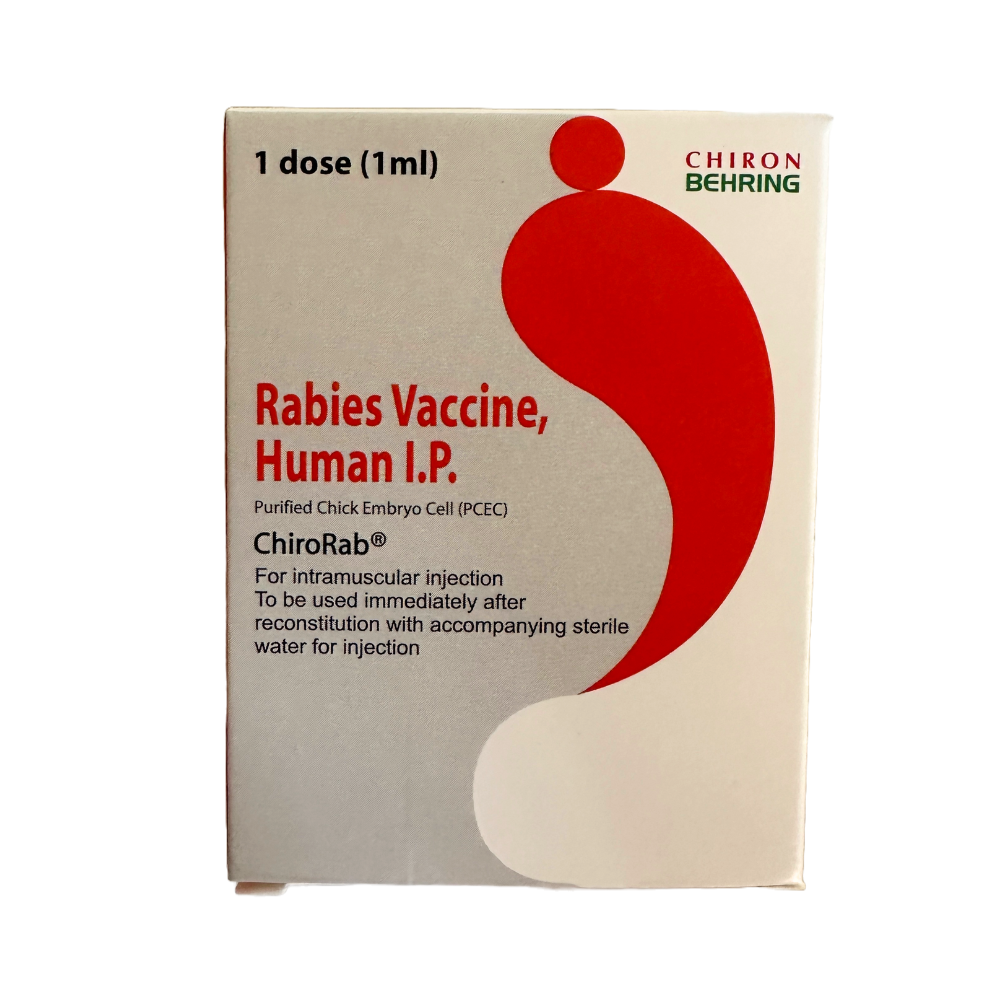 1 dose (1ml)
CHIRON
BEHRING
Rabies Vaccine,
Human I.P.
Purified Chick Embryo Cell (PCEC)
ChiroRab®
For intramuscular injection
To be used immediately after
reconstitution with accompanying sterile
water for injection